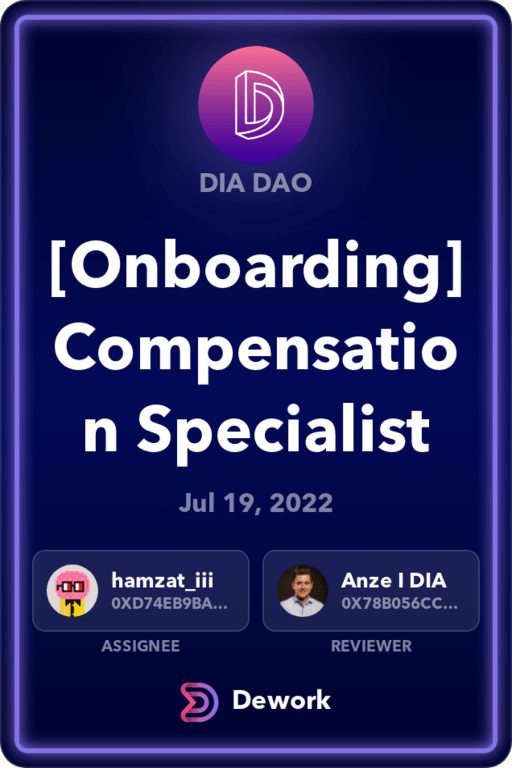 DIA DAO
[Onboarding]
Compensatio
n Specialist
Jul 19, 2022
hamzat_iii
0XD74EB9BA...
ASSIGNEE
Anze I DIA
0X78B056CC...
REVIEWER
Dework